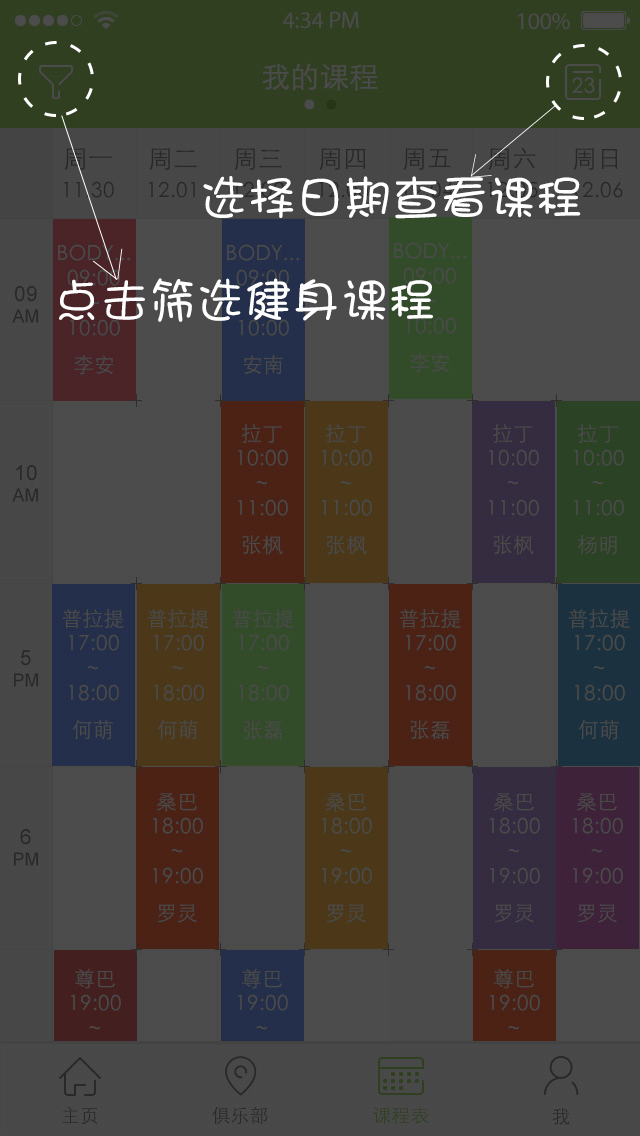 4:34 PM 100%
我的课程
23
周一 周二 周三 周四 周五 周六 周日
11.30 12.01 12.06
选择日期查看课程
点击筛选健身课程
09 AM
BODY... BODY... BODY...
09:00 09:00 09:00
10:00 10:00
李安 安南 李安
10 AM
拉丁 拉丁 拉丁 拉丁
10:00 10:00 10:00 10:00
~ ~ ~ ~
11:00 11:00 11:00 11:00
张枫 张枫 张枫 杨明
5 PM
普拉提 普拉提 普拉提 普拉提 普拉提
17:00 17:00 17:00 17:00 17:00
~ ~ ~ ~ ~
18:00 18:00 18:00 18:00 18:00
何萌 何萌 张磊 张磊 何萌
6 PM
桑巴 桑巴 桑巴 桑巴
18:00 18:00 18:00 18:00
~ ~ ~ ~
19:00 19:00 19:00 19:00
罗灵 罗灵 罗灵 罗灵
尊巴 尊巴 尊巴
19:00 19:00 19:00
~ ~ ~
主页 俱乐部 课程表 我